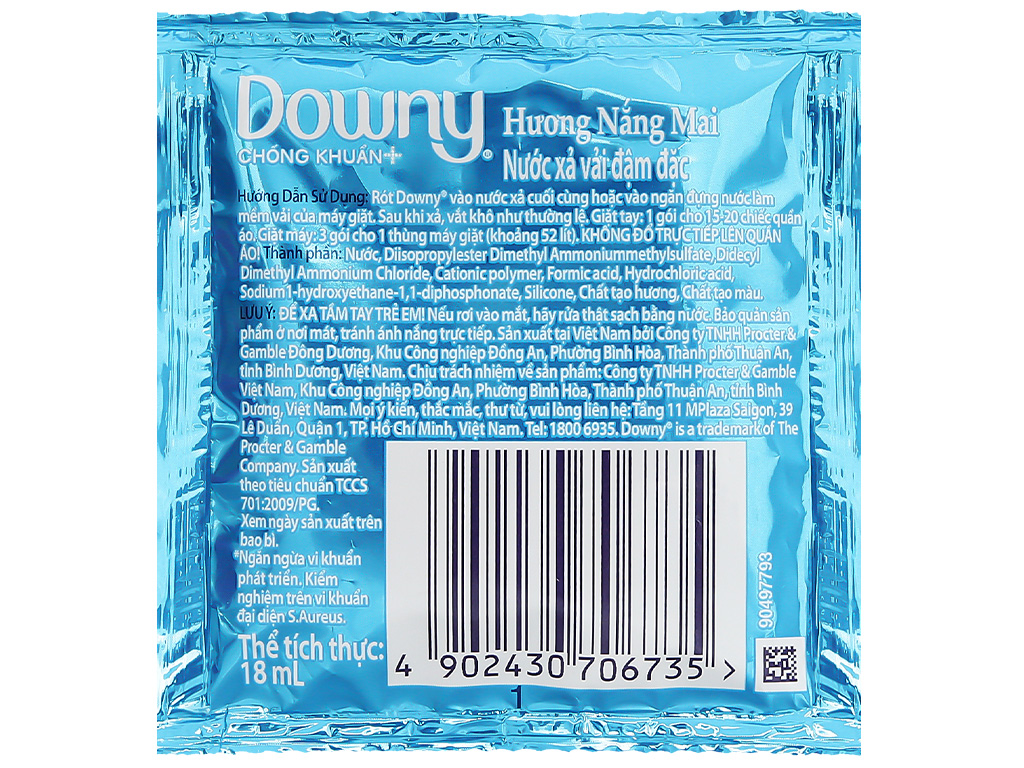 Downy®
CHỐNG KHUẨN+
Hương Nắng Mai
Nước xả vải đậm đặc
Hướng Dẫn Sử Dụng: Rót Downy® vào nước xả cuối cùng hoặc vào ngăn đựng nước làm
mềm vải của máy giặt. Sau khi xả, vắt khô như thường lệ. Giặt tay: 1 gói cho 15-20 chiếc quần
áo. Giặt máy: 3 gói cho 1 thùng máy giặt (khoảng 52 lít). KHÔNG ĐỔ TRỰC TIẾP LÊN QUẦN
ÁO! Thành phần: Nước, Diisopropylester Dimethyl Ammoniummethylsulfate, Didecyl
Dimethyl Ammonium Chloride, Cationic polymer, Formic acid, Hydrochloric acid,
Sodium1-hydroxyethane-1,1-diphosphonate, Silicone, Chất tạo hương, Chất tạo màu.
LƯU Ý: ĐỂ XA TẦM TAY TRẺ EM! Nếu rơi vào mắt, hãy rửa thật sạch bằng nước. Bảo quản sản
phẩm ở nơi mát, tránh ánh nắng trực tiếp. Sản xuất tại Việt Nam bởi Công ty TNHH Procter &
Gamble Đông Dương, Khu Công nghiệp Đồng An, Phường Bình Hòa, Thành phố Thuận An,
tỉnh Bình Dương, Việt Nam. Chịu trách nhiệm về sản phẩm: Công ty TNHH Procter & Gamble
Việt Nam, Khu Công nghiệp Đồng An, Phường Bình Hòa, Thành phố Thuận An, tỉnh Bình
Dương, Việt Nam. Mọi ý kiến, thắc mắc, thư từ, vui lòng liên hệ: Tầng 11 MPlaza Saigon, 39
Lê Duẩn, Quận 1, TP. Hồ Chí Minh, Việt Nam. Tel: 1800 6935. Downy® is a trademark of The
Procter & Gamble
Company. Sản xuất
theo tiêu chuẩn TCCS
701:2009/PG.
Xem ngày sản xuất trên
bao bì.
*Ngăn ngừa vi khuẩn
phát triển. Kiểm
nghiệm trên vi khuẩn
đại diện S.Aureus.
Thể tích thực:
18 mL
4 902430 706735 >
1
90497793